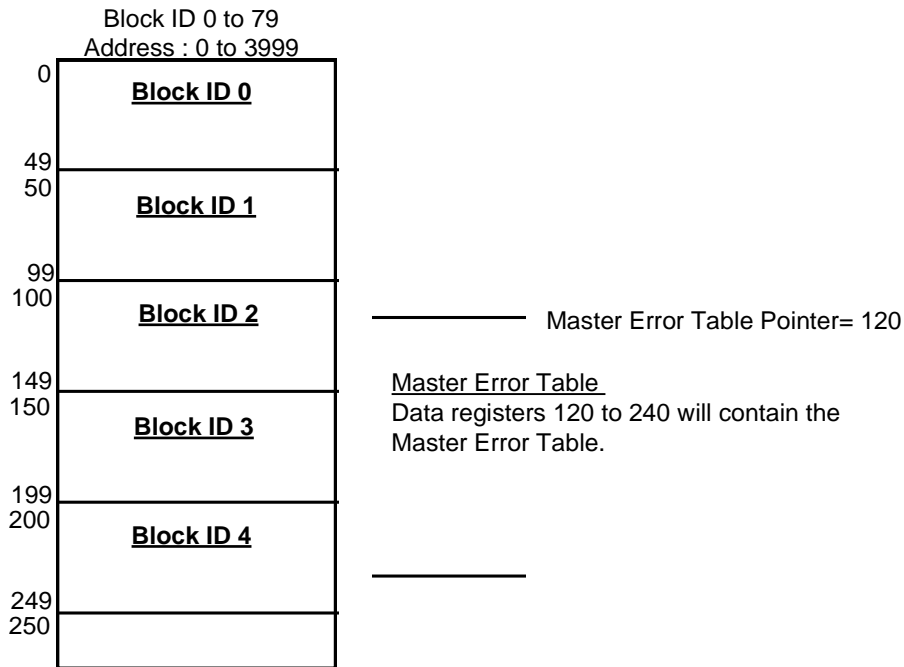 Block ID 0 to 79
Address : 0 to 3999
0
Block ID 0
49
50
Block ID 1
99
100
Block ID 2
Master Error Table Pointer= 120
149
150
Master Error Table
Data registers 120 to 240 will contain the
Master Error Table.
Block ID 3
199
200
Block ID 4
249
250